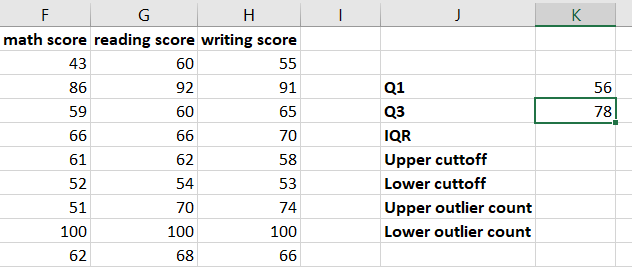 F G H I J K
math score reading score writing score
43 60 55
86 92 91 Q1 56
59 60 65 Q3 78
66 66 70 IQR
61 62 58 Upper cuttoff
52 54 53 Lower cuttoff
51 70 74 Upper outlier count
100 100 100 Lower outlier count
62 68 66